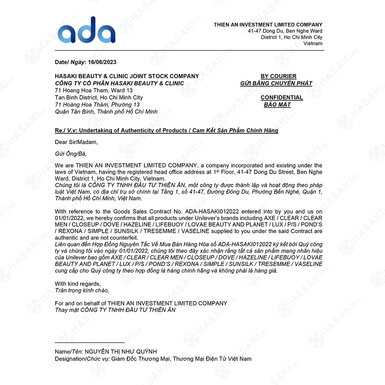 ada
THIEN AN INVESTMENT LIMITED COMPANY
41-47 Dong Du, Ben Nghe Ward
District 1, Ho Chi Minh City
Vietnam
Date/ Ngày: 16/06/2023
HASAKI BEAUTY & CLINIC JOINT STOCK COMPANY
BY COURIER
CÔNG TY CỔ PHẦN HASAKI BEAUTY & CLINIC
GỬI BẰNG CHUYỂN PHÁT
71 Hoang Hoa Tham, Ward 13
Tan Binh District, Ho Chi Minh City
CONFIDENTIAL
71 Hoàng Hoa Thám, Phường 13
BẢO MẬT
Quận Tân Bình, Thành phố Hồ Chí Minh
Re./ V.v: Undertaking of Authenticity of Products / Cam Kết Sản Phẩm Chính Hãng
Dear Sir/Madam,
Gửi Ông/Bà,
We are THIEN AN INVESTMENT LIMITED COMPANY, a company incorporated and existing under the
laws of Vietnam, having the registered head office address at 1st Floor, 41-47 Dong Du Street, Ben Nghe
Ward, District 1, Ho Chi Minh City, Vietnam.
Chúng tôi là CÔNG TY TNHH ĐẦU TƯ THIÊN ÂN, một công ty được thành lập và hoạt động theo pháp
luật Việt Nam, có địa chỉ trụ sở chính tại Tầng 1, số 41-47, Đường Đông Du, Phường Bến Nghé, Quận 1,
Thành phố Hồ Chí Minh, Việt Nam.
With reference to the Goods Sales Contract No. ADA-HASAKI012022 entered into by you and us on
01/01/2022, we hereby confirms that all products under Unilever's brands including AXE / CLEAR / CLEAR
MEN / CLOSEUP / DOVE / HAZELINE / LIFEBUOY / LOVAE BEAUTY AND PLANET / LUX / P/S / POND'S
/ REXONA / SIMPLE / SUNSILK / TRESEMME / VASELINE supplied to you under the said Contract are
authentic and are not counterfeit.
Liên quan đến Hợp Đồng Nguyên Tắc Về Mua Bán Hàng Hóa số ADA-HASAKI012022 ký kết bởi Quý công ty
và chúng tôi vào ngày 01/01/2022, chúng tôi theo đây xác nhận rằng tất cả sản phẩm mang nhãn hiệu
của Unilever bao gồm AXE / CLEAR / CLEAR MEN / CLOSEUP / DOVE / HAZELINE / LIFEBUOY / LOVAE
BEAUTY AND PLANET / LUX / P/S / PONDS / REXONA / SIMPLE / SUNSILK / TRESEMME / VASELINE
cung cấp cho Quý công ty theo hợp đồng là hàng chính hãng và không phải là hàng giả.
With kind regards,
Trân trọng kính chào,
For and on behalf of THIEN AN INVESTMENT LIMITED COMPANY
Thay mặt CÔNG TY TNHH ĐẦU TƯ THIÊN ÂN
Name/Tên: NGUYỄN THỊ NHƯ QUỲNH
Designation/Chức vụ: Giám Đốc Thương Mại, Thương Mại Điện Tử Việt Nam